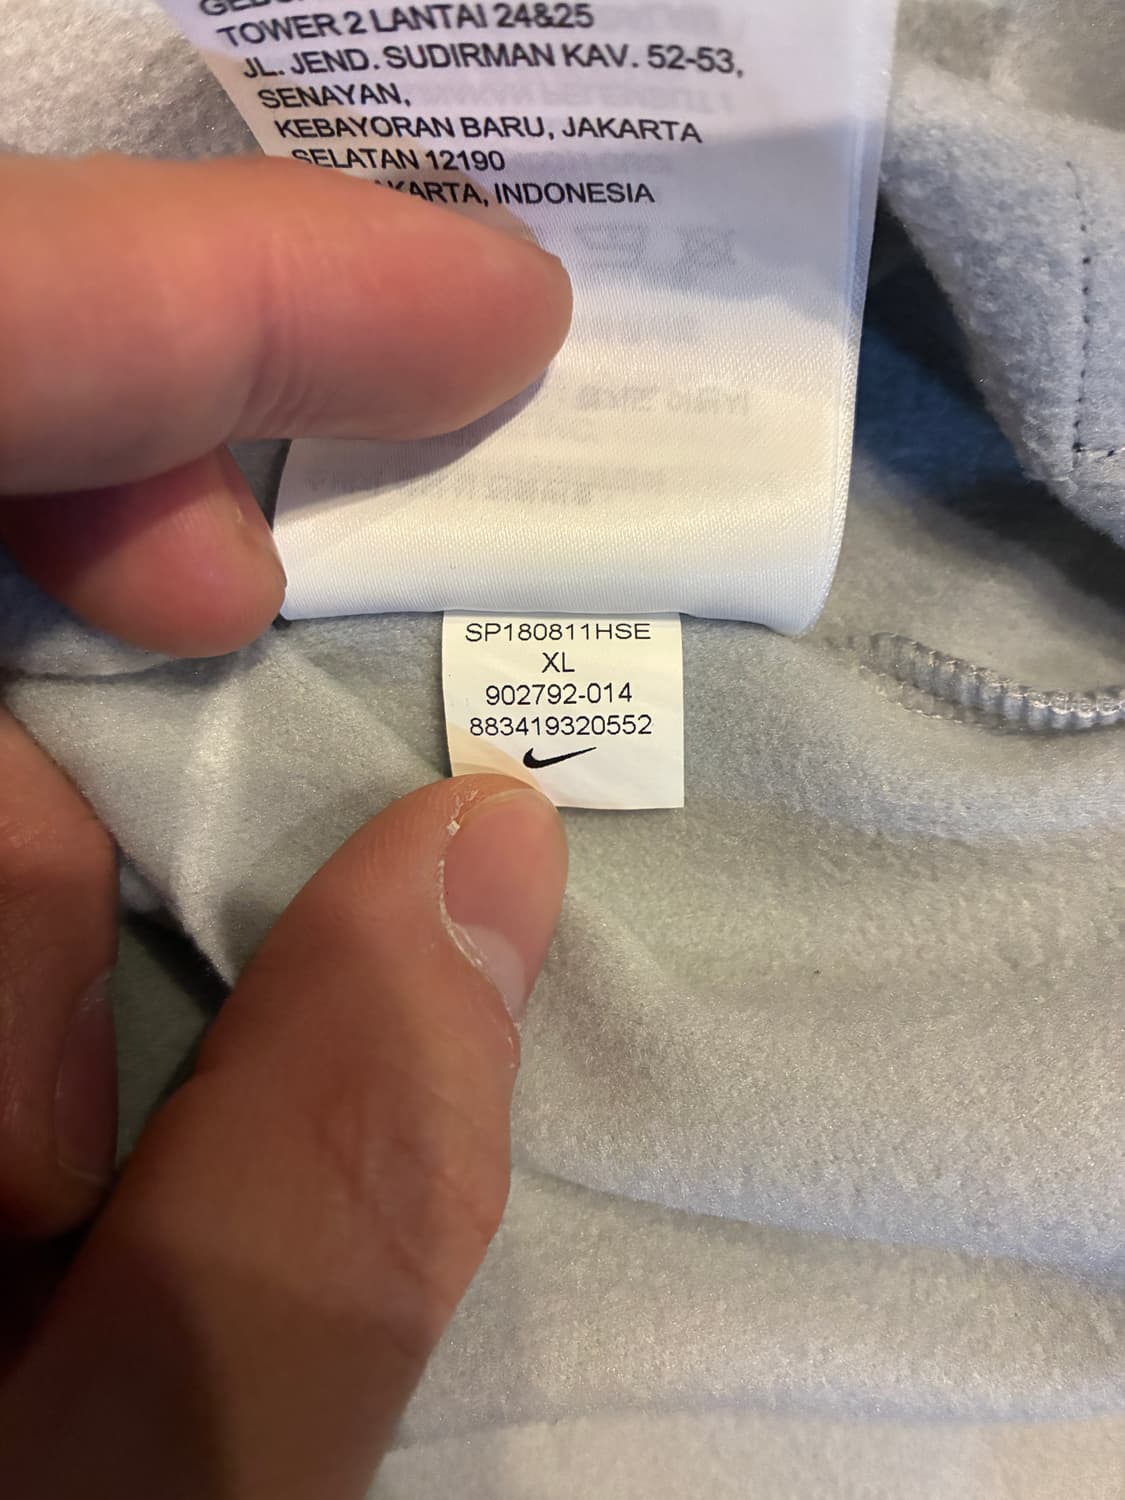 TOWER 2 LANTAI 24&25
JL. JEND. SUDIRMAN KAV. 52-53,
SENAYAN,
KEBAYORAN BARU, JAKARTA
SELATAN 12190
INDONESIA
SP180811HSE
XL
902792-014
883419320552